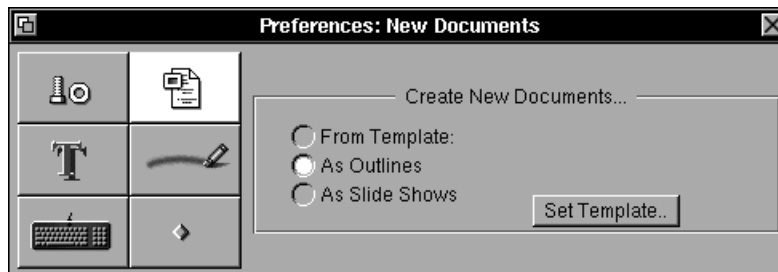 Preferences: New Documents
Create New Documents...
From Template:
As Outlines
As Slide Shows
Set Template..